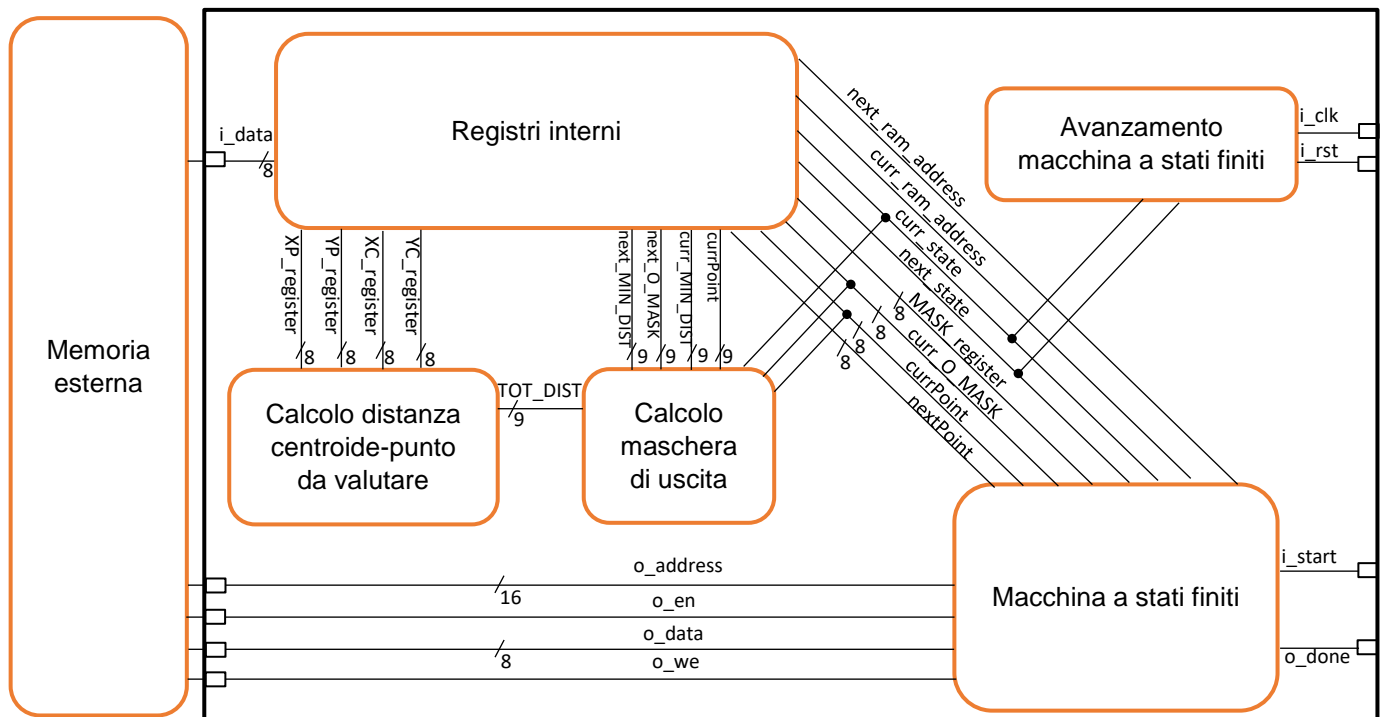 Memoria
esterna
i_data
8
Registri interni
next_ram_address
curr_ram_address
curr_state
next_state
MASK_register
curr_O_MASK
currPoint
nextPoint
8
8
8
8
Avanzamento
macchina a stati finiti
i_clk
i_rst
XP_register
YP_register
XC_register
YC_register
8
8
8
8
next_MIN_DIST
next_O_MASK
curr_MIN_DIST
currPoint
9
9
9
9
Calcolo distanza
centroide-punto
da valutare
TOT_DIST
9
Calcolo
maschera
di uscita
Macchina a stati finiti
i_start
o_done
o_address
16
o_en
o_data
8
o_we